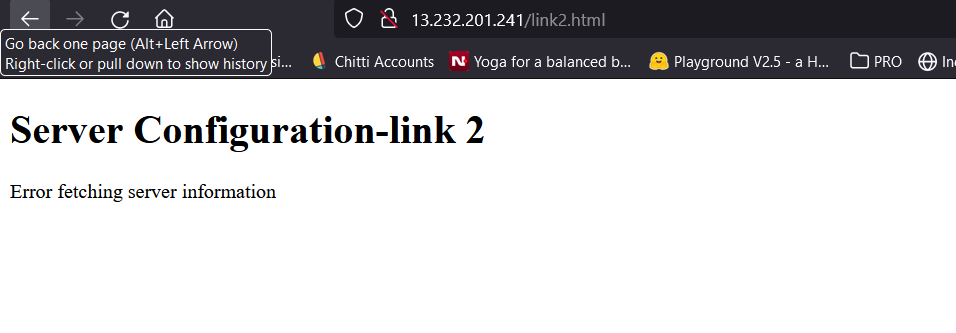 13.232.201.241/link2.html
Go back one page (Alt+Left Arrow)
Right-click or pull down to show history
si... Chitti Accounts N Yoga for a balanced b... Playground V2.5 - a H... PRO In
Server Configuration-link 2
Error fetching server information